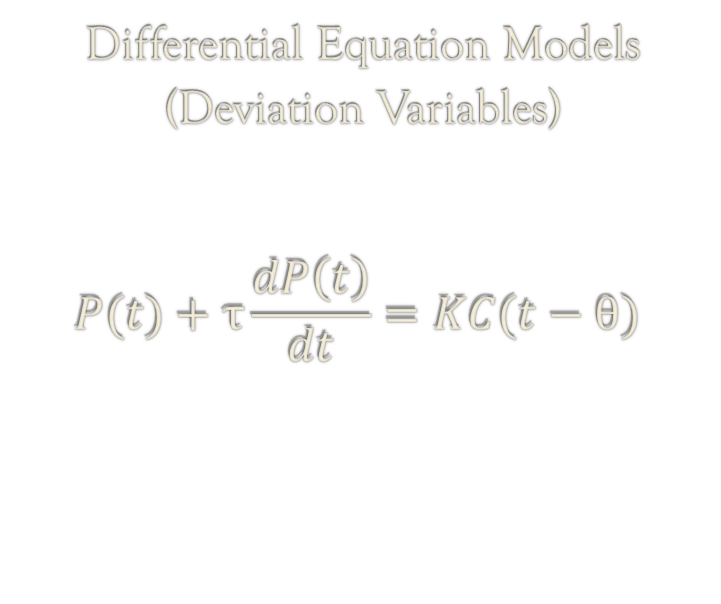 Differential Equation Models
(Deviation Variables)
P(t) + τ dP(t)/dt = KC(t − θ)